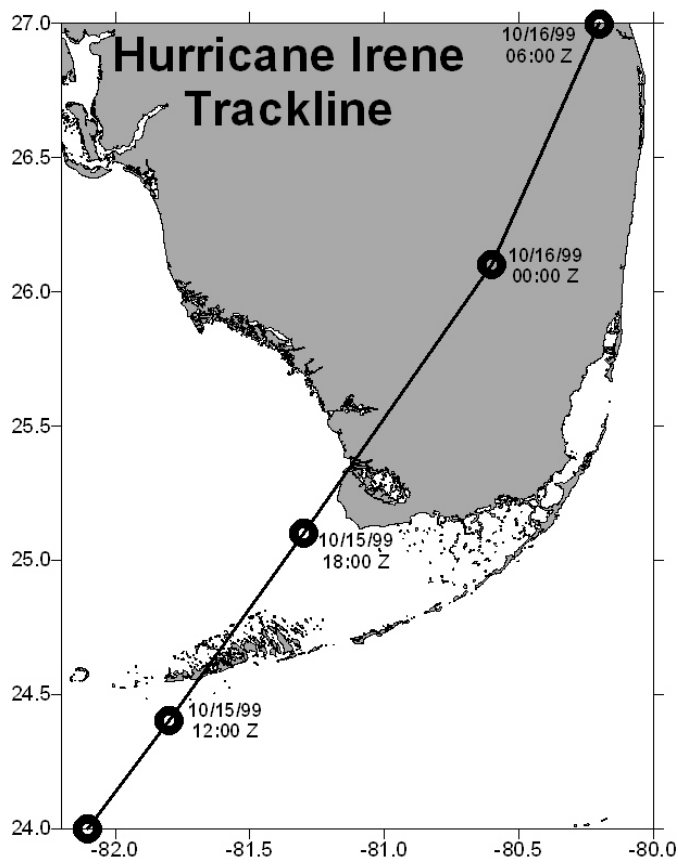 27.0
Hurricane Irene
Trackline
10/16/99
06:00 Z
26.5
10/16/99
00:00 Z
26.0
25.5
10/15/99
18:00 Z
25.0
24.5
10/15/99
12:00 Z
24.0
-82.0 -81.5 -81.0 -80.5 -80.0